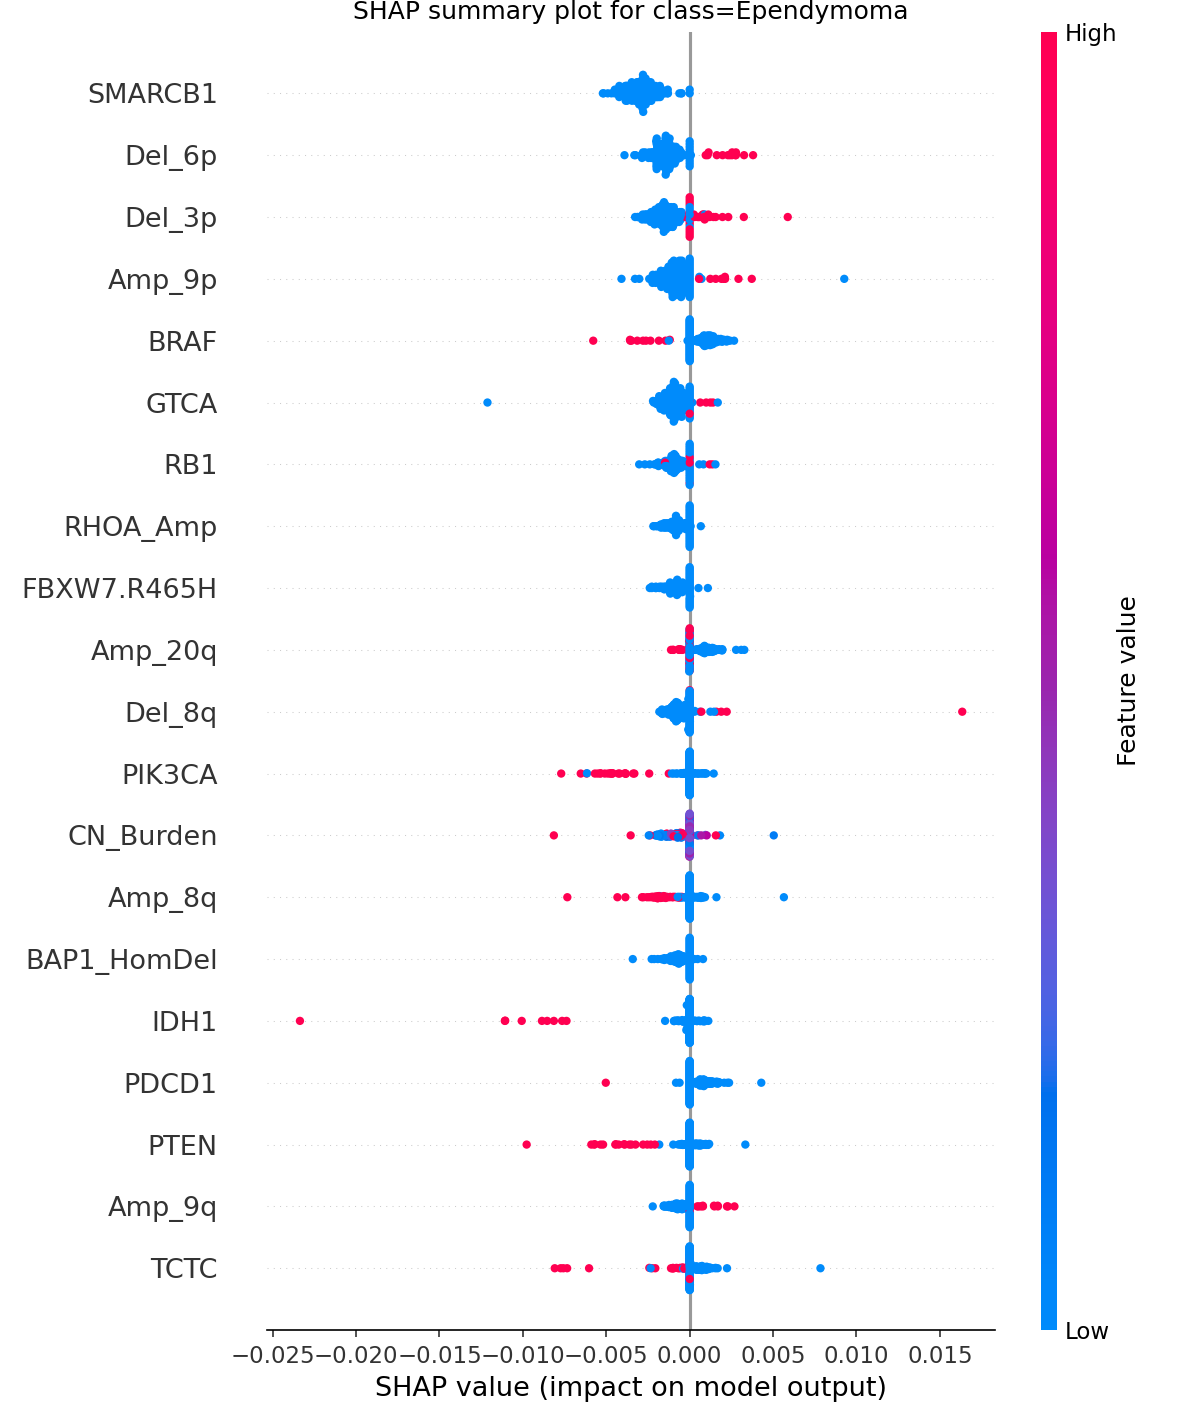 SHAP summary plot for class=Ependymoma
High
SMARCB1
Del_6p
Del_3p
Amp_9p
BRAF
GTCA
RB1
RHOA_Amp
FBXW7.R465H
Amp_20q
Del_8q
PIK3CA
CN_Burden
Amp_8q
BAP1_HomDel
IDH1
PDCD1
PTEN
Amp_9q
TCTC
Feature value
Low
−0.025 −0.020 −0.015 −0.010 −0.005 0.000 0.005 0.010 0.015
SHAP value (impact on model output)